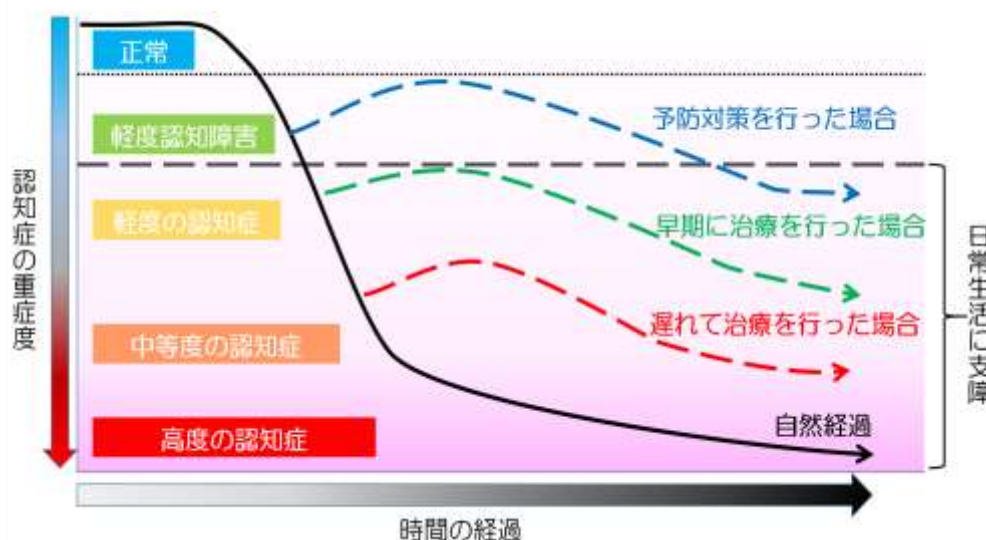 正常
軽度認知障害
軽度の認知症
中等度の認知症
高度の認知症
予防対策を行った場合
早期に治療を行った場合
遅れて治療を行った場合
自然経過
認知症の重症度
日常生活に支障
時間の経過